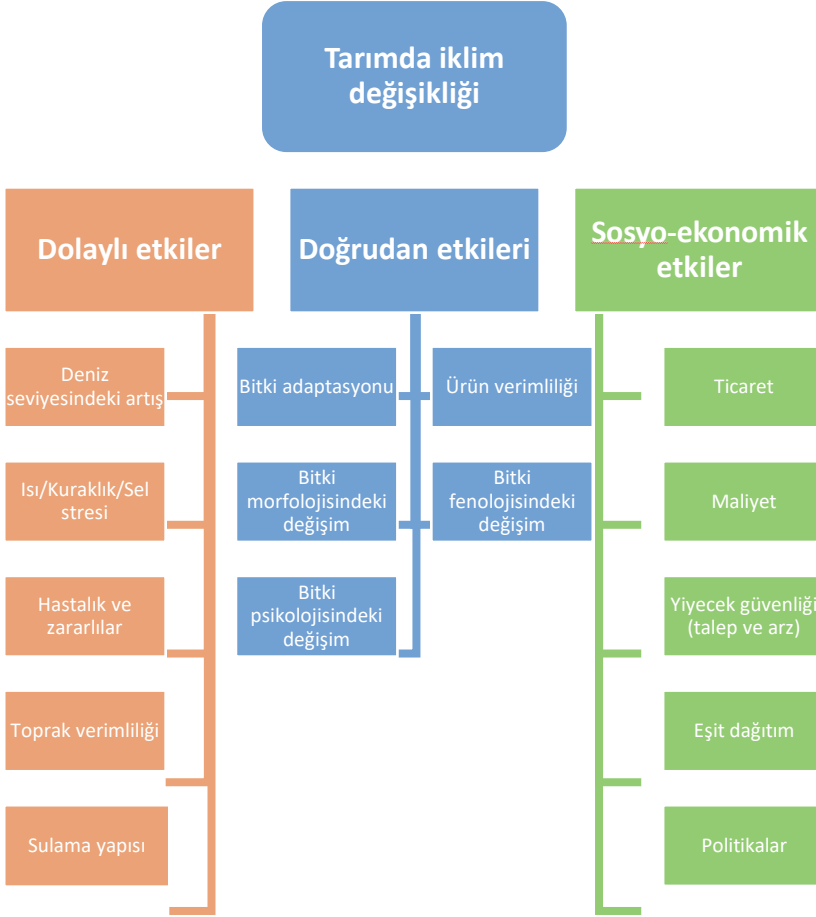 Tarımda iklim
değişikliği
Dolaylı etkiler
Deniz
seviyesindeki artış
Isı/Kuraklık/Sel
stresi
Hastalık ve
zararlılar
Toprak verimliliği
Sulama yapısı
Doğrudan etkileri
Bitki adaptasyonu
Ürün verimliliği
Bitki
morfolojisindeki
değişim
Bitki
fenolojisindeki
değişim
Bitki
psikolojisindeki
değişim
Sosyo-ekonomik
etkiler
Ticaret
Maliyet
Yiyecek güvenliği
(talep ve arz)
Eşit dağıtım
Politikalar